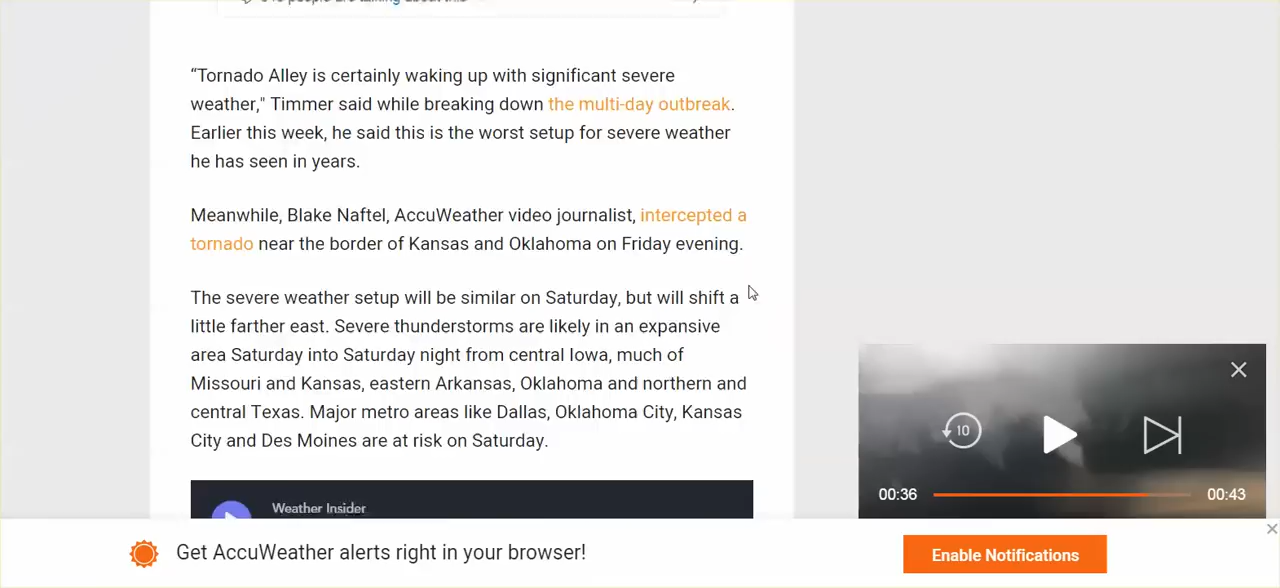 “Tornado Alley is certainly waking up with significant severe
weather," Timmer said while breaking down the multi-day outbreak.
Earlier this week, he said this is the worst setup for severe weather
he has seen in years.
Meanwhile, Blake Naftel, AccuWeather video journalist, intercepted a
tornado near the border of Kansas and Oklahoma on Friday evening.
The severe weather setup will be similar on Saturday, but will shift a
little farther east. Severe thunderstorms are likely in an expansive
area Saturday into Saturday night from central Iowa, much of
Missouri and Kansas, eastern Arkansas, Oklahoma and northern and
central Texas. Major metro areas like Dallas, Oklahoma City, Kansas
City and Des Moines are at risk on Saturday.
Weather Insider
10
00:36 00:43
Get AccuWeather alerts right in your browser!
Enable Notifications